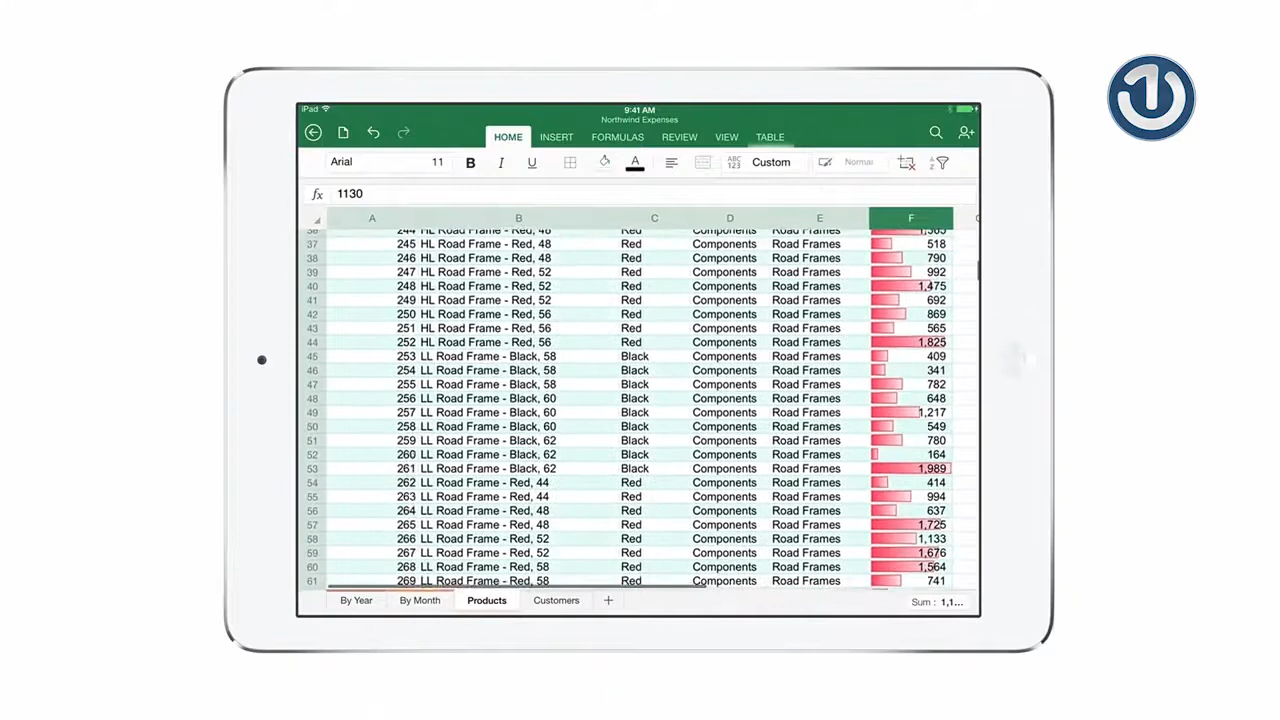 iPad 9:41 AM
Northwind Expenses
HOME INSERT FORMULAS REVIEW VIEW TABLE
Arial 11 B I U A ABC 123 Custom Normal
fx 1130
A B C D E F
36 244 HL Road Frame - Red, 48 Red Components Road Frames 1,365
37 245 HL Road Frame - Red, 48 Red Components Road Frames 518
38 246 HL Road Frame - Red, 48 Red Components Road Frames 790
39 247 HL Road Frame - Red, 52 Red Components Road Frames 992
40 248 HL Road Frame - Red, 52 Red Components Road Frames 1,475
41 249 HL Road Frame - Red, 52 Red Components Road Frames 692
42 250 HL Road Frame - Red, 56 Red Components Road Frames 869
43 251 HL Road Frame - Red, 56 Red Components Road Frames 565
44 252 HL Road Frame - Red, 56 Red Components Road Frames 1,825
45 253 LL Road Frame - Black, 58 Black Components Road Frames 409
46 254 LL Road Frame - Black, 58 Black Components Road Frames 341
47 255 LL Road Frame - Black, 58 Black Components Road Frames 782
48 256 LL Road Frame - Black, 60 Black Components Road Frames 648
49 257 LL Road Frame - Black, 60 Black Components Road Frames 1,217
50 258 LL Road Frame - Black, 60 Black Components Road Frames 549
51 259 LL Road Frame - Black, 62 Black Components Road Frames 780
52 260 LL Road Frame - Black, 62 Black Components Road Frames 164
53 261 LL Road Frame - Black, 62 Black Components Road Frames 1,989
54 262 LL Road Frame - Red, 44 Red Components Road Frames 414
55 263 LL Road Frame - Red, 44 Red Components Road Frames 994
56 264 LL Road Frame - Red, 48 Red Components Road Frames 637
57 265 LL Road Frame - Red, 48 Red Components Road Frames 1,725
58 266 LL Road Frame - Red, 52 Red Components Road Frames 1,133
59 267 LL Road Frame - Red, 52 Red Components Road Frames 1,676
60 268 LL Road Frame - Red, 58 Red Components Road Frames 1,564
61 269 LL Road Frame - Red, 58 Red Components Road Frames 741
By Year By Month Products Customers + Sum : 1,1...